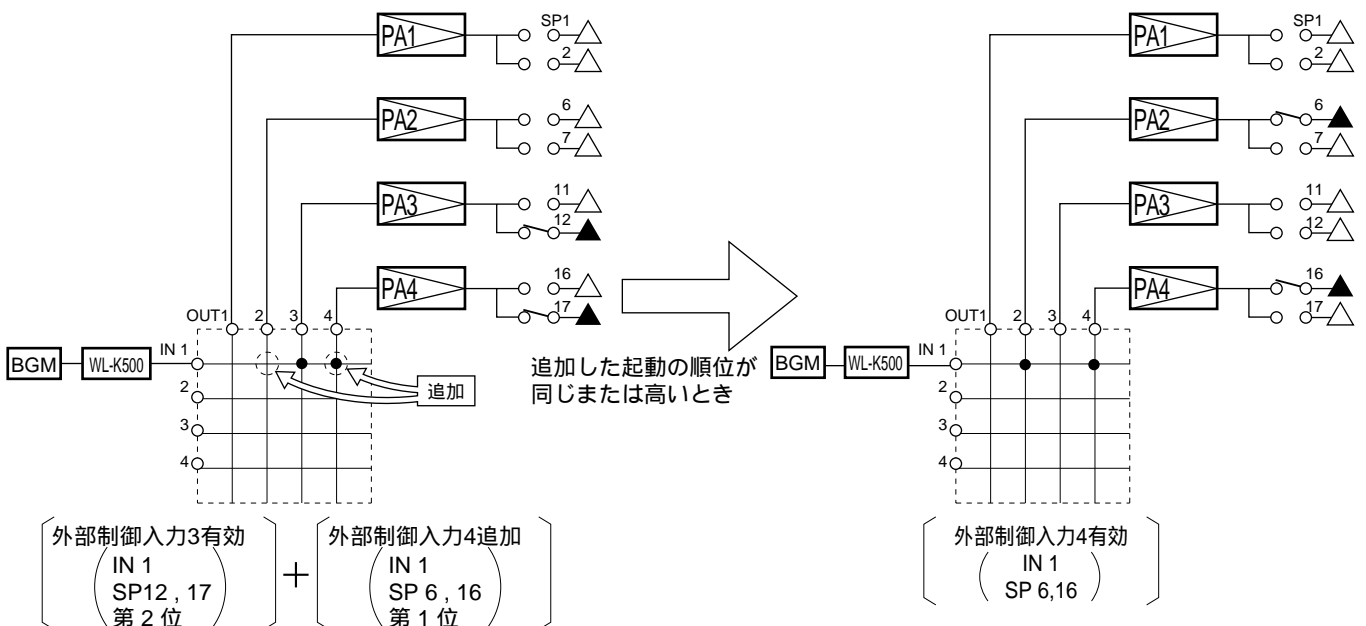 PA1
SP1
2
PA2
6
7
PA3
11
12
PA4
16
17
OUT1 2 3 4
BGM WL-K500 IN 1
2
3
4
追加
追加した起動の順位が
同じまたは高いとき
PA1
SP1
2
PA2
6
7
PA3
11
12
PA4
16
17
OUT1 2 3 4
BGM WL-K500 IN 1
2
3
4
外部制御入力3有効
IN 1
SP12 , 17
第 2 位
+
外部制御入力4追加
IN 1
SP 6 , 16
第 1 位
外部制御入力4有効
IN 1
SP 6,16